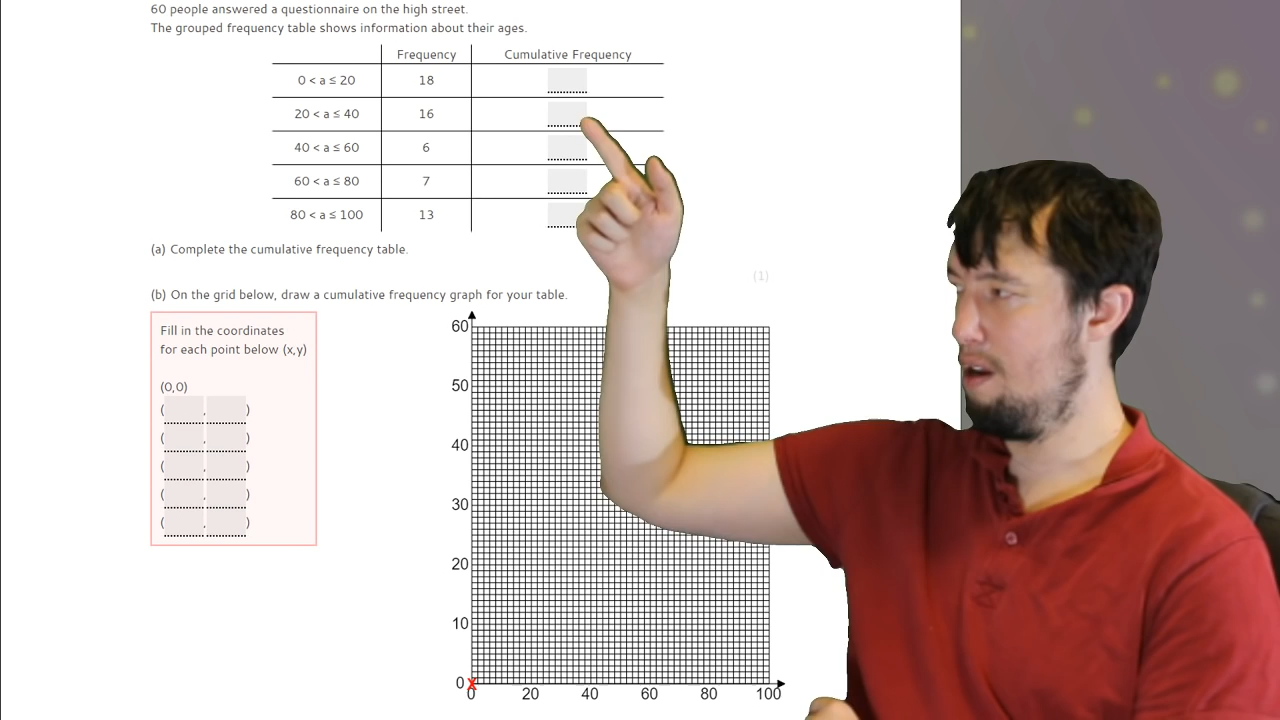 60 people answered a questionnaire on the high street.
The grouped frequency table shows information about their ages.
Frequency Cumulative Frequency
0 < a ≤ 20 18
20 < a ≤ 40 16
40 < a ≤ 60 6
60 < a ≤ 80 7
80 < a ≤ 100 13
(a) Complete the cumulative frequency table.
(1)
(b) On the grid below, draw a cumulative frequency graph for your table.
Fill in the coordinates
for each point below (x,y)
(0,0)
( , )
( , )
( , )
( , )
( , )
60
50
40
30
20
10
0
0 20 40 60 80 100